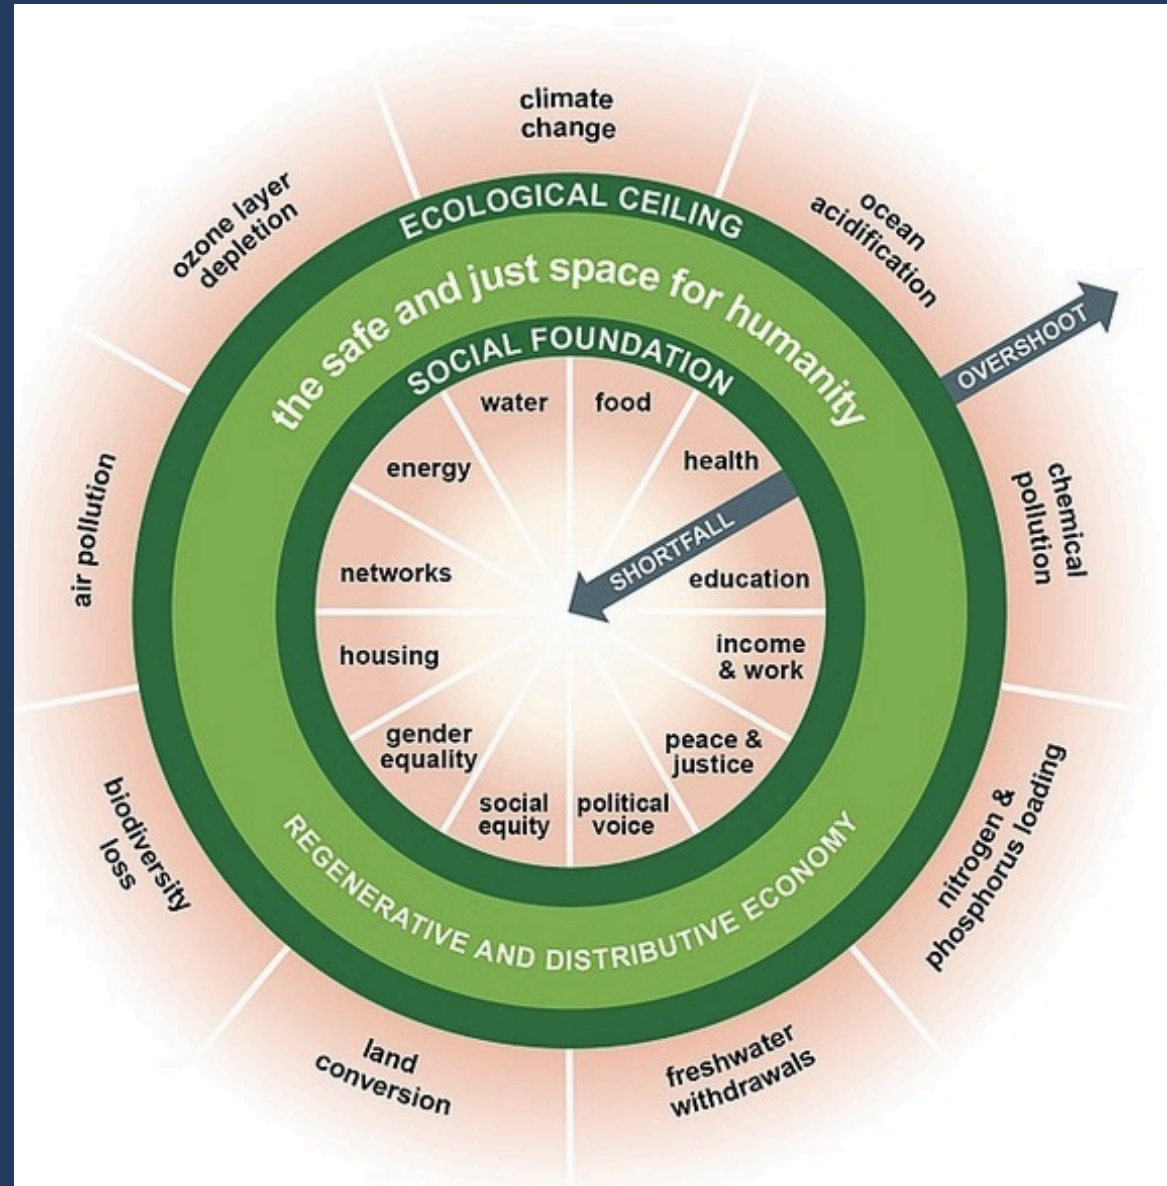 climate
change
ozone layer
depletion
ocean
acidification
ECOLOGICAL CEILING
the safe and just space for humanity
OVERSHOOT
SOCIAL FOUNDATION
water
food
energy
health
SHORTFALL
air pollution
chemical
pollution
networks
education
housing
income
& work
gender
equality
peace &
justice
social
equity
political
voice
REGENERATIVE AND DISTRIBUTIVE ECONOMY
biodiversity
loss
nitrogen &
phosphorus loading
land
conversion
freshwater
withdrawals